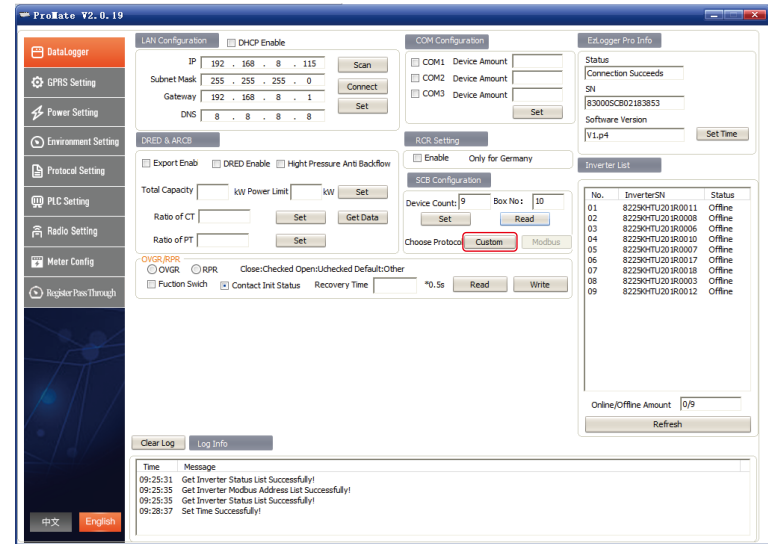 ProMate V2.0.19
DataLogger
GPRS Setting
Power Setting
Environment Setting
Protocol Setting
PLC Setting
Radio Setting
Meter Config
Register Pass Through
中文 English
LAN Configuration DHCP Enable
IP 192 . 168 . 8 . 115 Scan
Subnet Mask 255 . 255 . 255 . 0 Connect
Gateway 192 . 168 . 8 . 1 Set
DNS 8 . 8 . 8 . 8
COM Configuration
COM1 Device Amount
COM2 Device Amount
COM3 Device Amount
Set
EzLogger Pro Info
Status
Connection Succeeds
SN
83000SCB02183853
Software Version
V1.p4 Set Time
DRED & ARCB
Export Enab DRED Enable Hight Pressure Anti Backflow
Total Capacity kW Power Limit kW Set
Ratio of CT Set Get Data
Ratio of PT Set
RCR Setting
Enable Only for Germany
SCB Configuration
Device Count: 9 Box No: 10
Set Read
Choose Protocol Custom Modbus
OVGR/RPR
OVGR RPR Close:Checked Open:Uchecked Default:Other
Fuction Swich Contact Init Status Recovery Time *0.5s Read Write
Inverter List
No. InverterSN Status
01 8225KHTU201R0011 Offline
02 8225KHTU201R0008 Offline
03 8225KHTU201R0006 Offline
04 8225KHTU201R0010 Offline
05 8225KHTU201R0007 Offline
06 8225KHTU201R0017 Offline
07 8225KHTU201R0018 Offline
08 8225KHTU201R0003 Offline
09 8225KHTU201R0012 Offline
Online/Offline Amount 0/9
Refresh
Clear Log Log Info
Time Message
09:25:31 Get Inverter Status List Successfully!
09:25:35 Get Inverter Modbus Address List Successfully!
09:25:35 Get Inverter Status List Successfully!
09:28:37 Set Time Successfully!